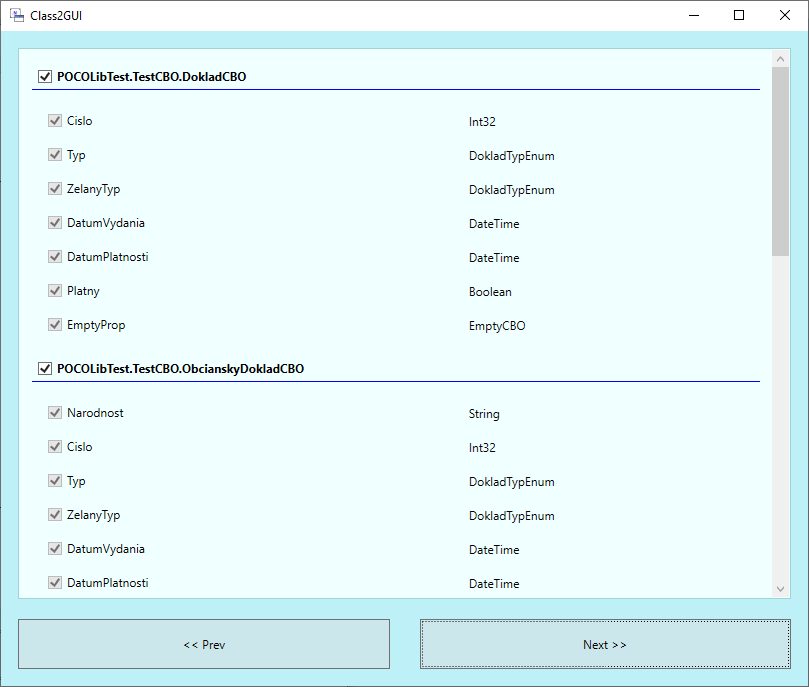 Class2GUI
POCOLibTest.TestCBO.DokladCBO
Cislo Int32
Typ DokladTypEnum
ZelanyTyp DokladTypEnum
DatumVydania DateTime
DatumPlatnosti DateTime
Platny Boolean
EmptyProp EmptyCBO
POCOLibTest.TestCBO.ObcianskyDokladCBO
Narodnost String
Cislo Int32
Typ DokladTypEnum
ZelanyTyp DokladTypEnum
DatumVydania DateTime
DatumPlatnosti DateTime
<< Prev Next >>